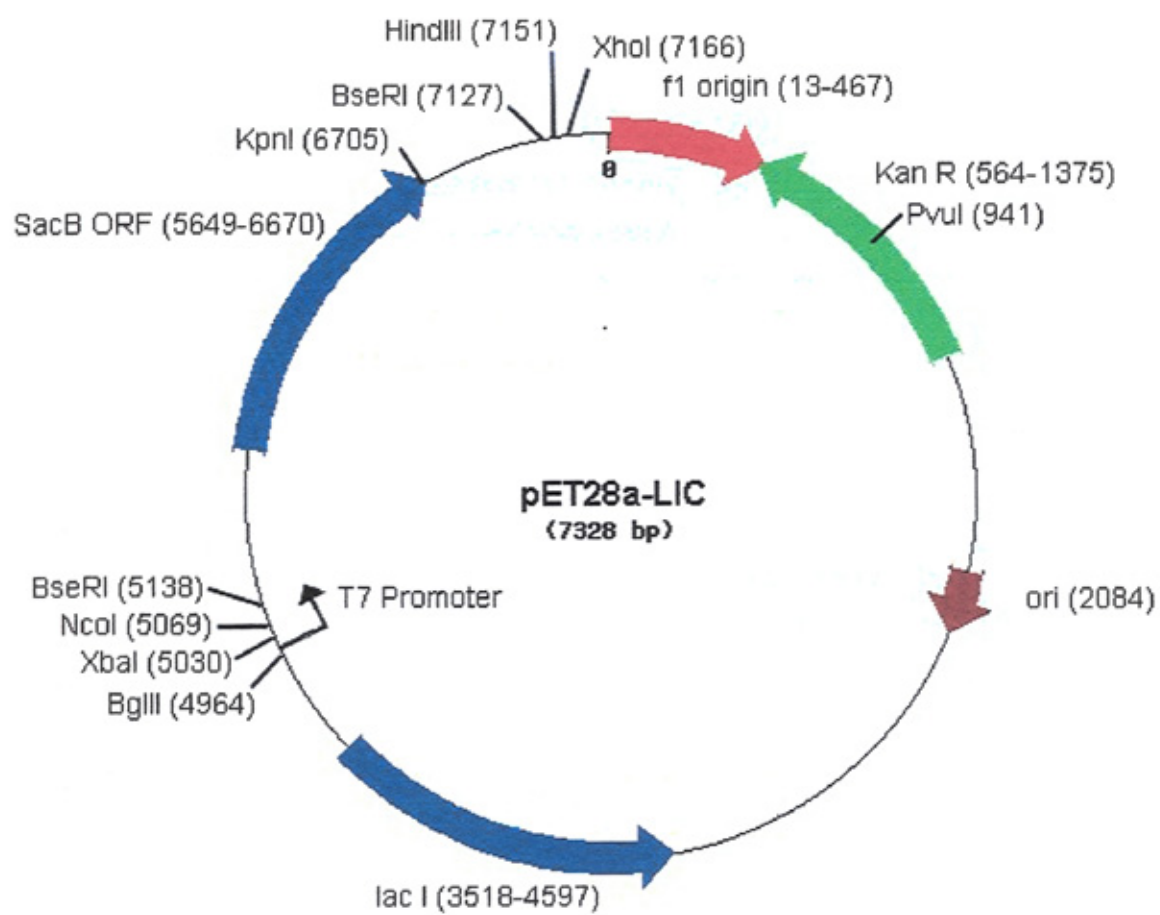 HindIII (7151)
XhoI (7166)
f1 origin (13-467)
BseRI (7127)
KpnI (6705)
0
Kan R (564-1375)
PvuI (941)
SacB ORF (5649-6670)
pET28a-LIC
(7328 bp)
BseRI (5138)
T7 Promoter
ori (2084)
NcoI (5069)
XbaI (5030)
BglII (4964)
lac I (3518-4597)